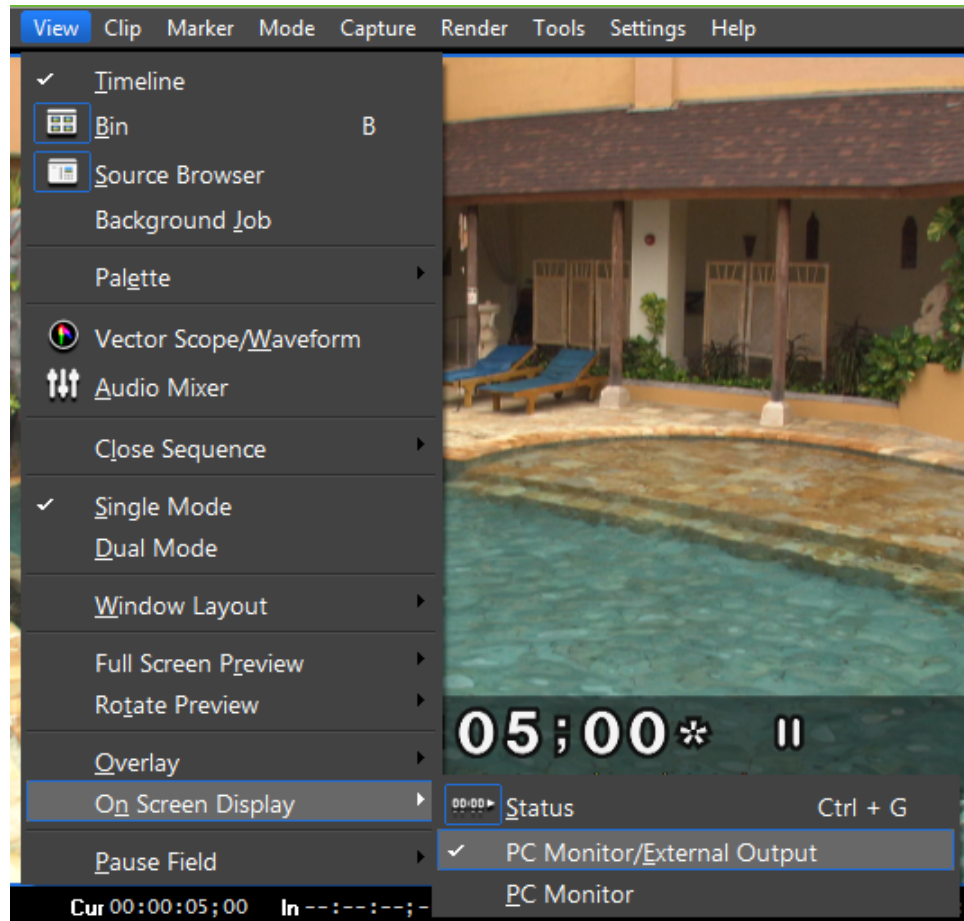 View Clip Marker Mode Capture Render Tools Settings Help
Timeline
Bin B
Source Browser
Background Job
Palette
Vector Scope/Waveform
Audio Mixer
Close Sequence
Single Mode
Dual Mode
Window Layout
Full Screen Preview
Rotate Preview
05;00*
Overlay
On Screen Display
00:00
Status Ctrl + G
PC Monitor/External Output
Pause Field
PC Monitor
Cur 00:00:05;00 In --:--:--;-